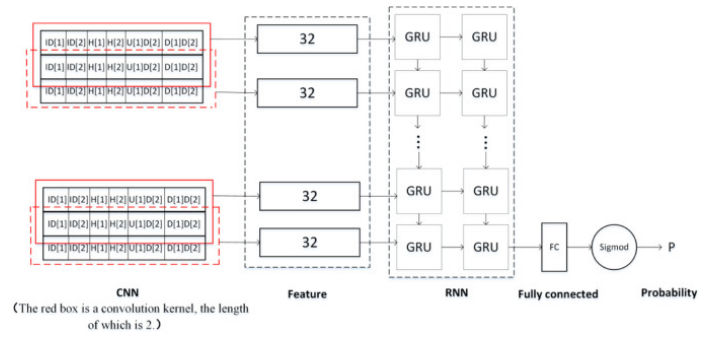 ID[1] ID[2] H[1] H[2] U[1]D[2] D[1]D[2]
ID[1] ID[2] H[1] H[2] U[1]D[2] D[1]D[2]
ID[1] ID[2] H[1] H[2] U[1]D[2] D[1]D[2]
32
32
GRU GRU
GRU GRU
ID[1] ID[2] H[1] H[2] U[1]D[2] D[1]D[2]
ID[1] ID[2] H[1] H[2] U[1]D[2] D[1]D[2]
ID[1] ID[2] H[1] H[2] U[1]D[2] D[1]D[2]
32
32
GRU GRU
GRU GRU
FC
Sigmod
P
CNN
(The red box is a convolution kernel, the length
of which is 2.)
Feature
RNN
Fully connected
Probability